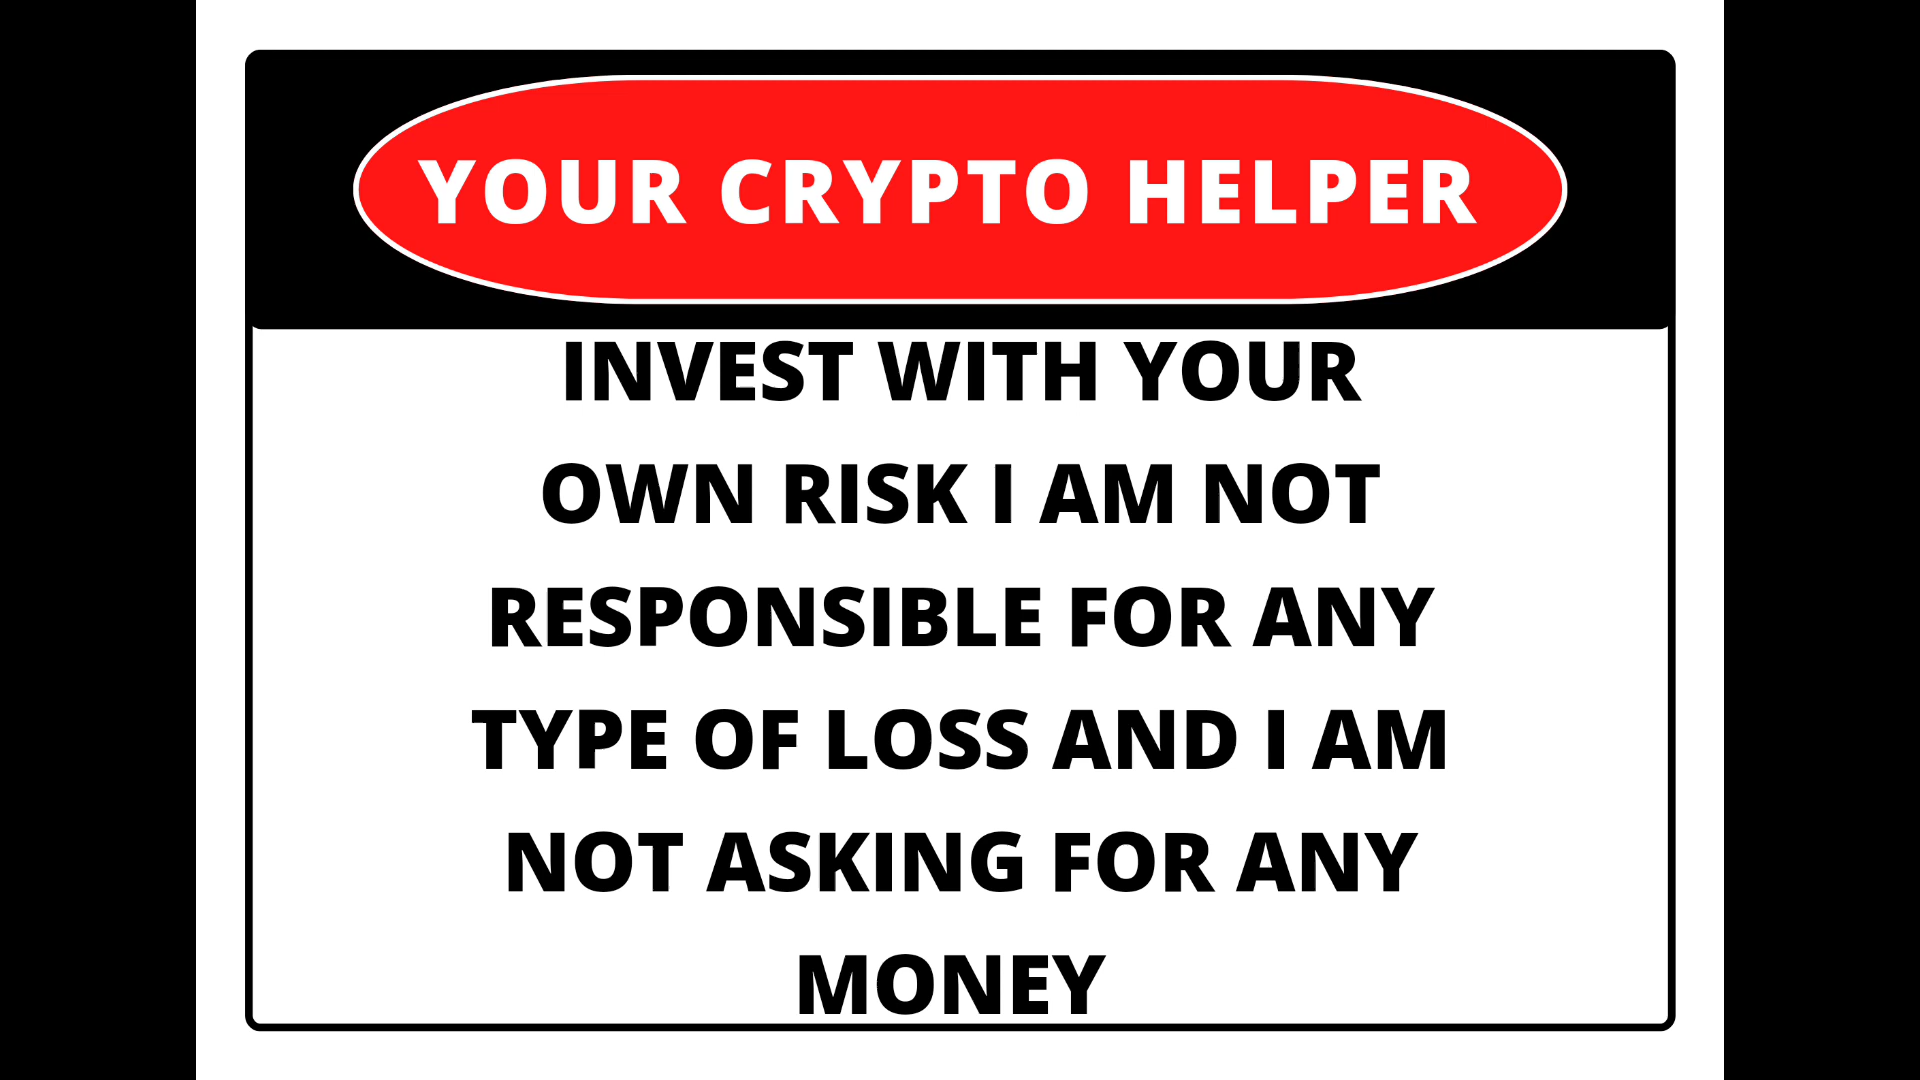 YOUR CRYPTO HELPER
INVEST WITH YOUR
OWN RISK I AM NOT
RESPONSIBLE FOR ANY
TYPE OF LOSS AND I AM
NOT ASKING FOR ANY
MONEY